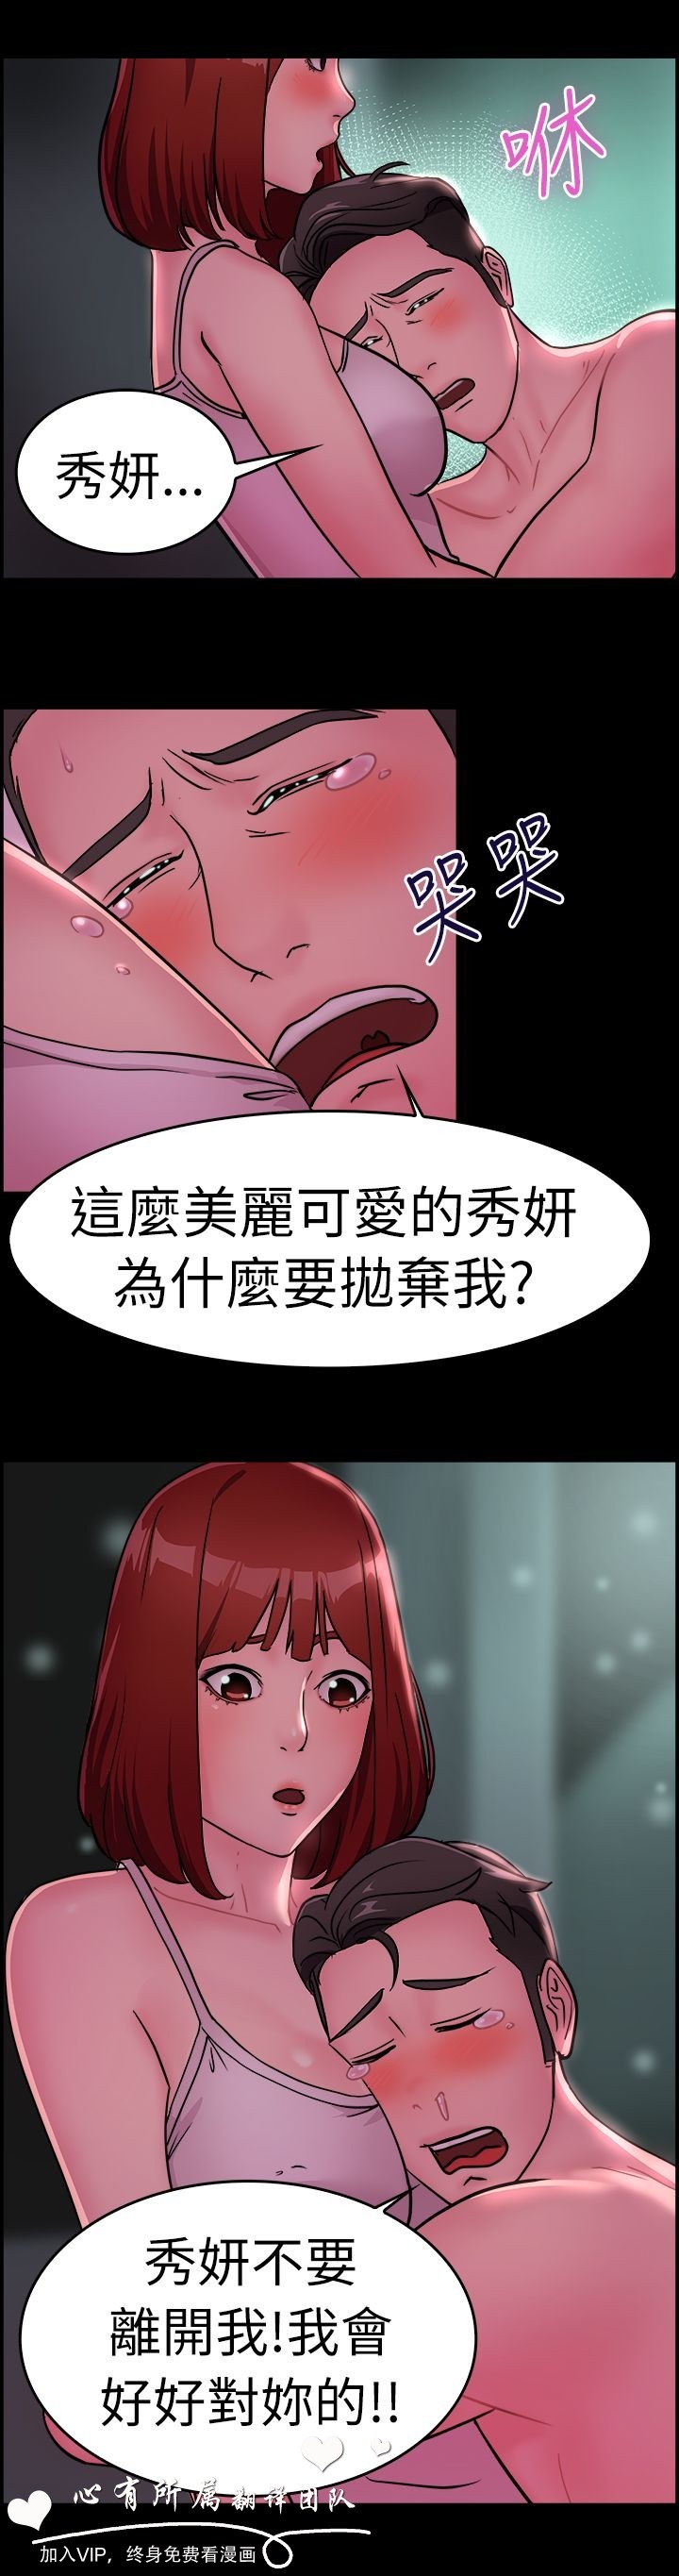 咻
秀妍...
哭哭
這麼美麗可愛的秀妍
為什麼要拋棄我?
秀妍不要
離開我!我會
好好對妳的!!
心有所属翻译团队
加入VIP，终身免费看漫画